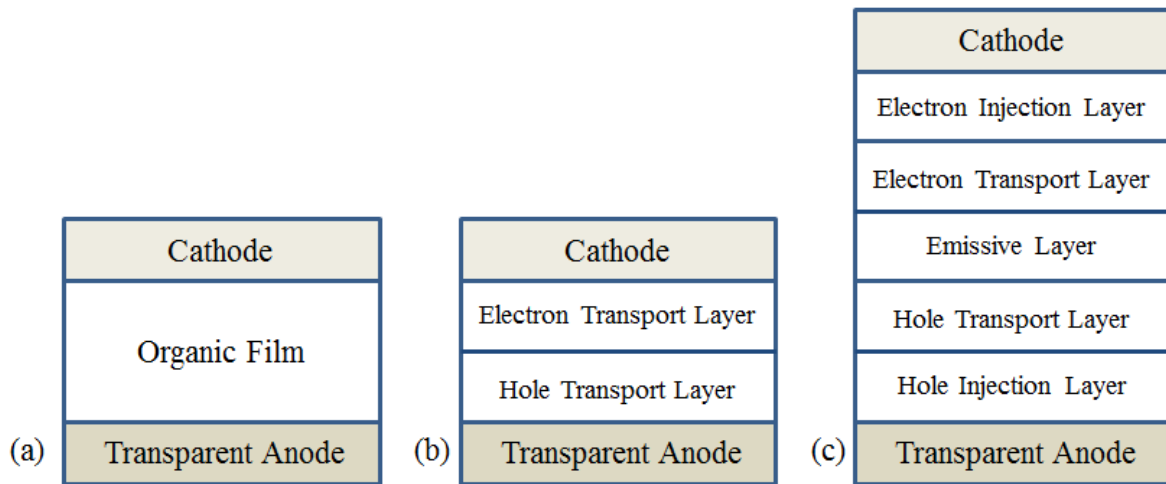 Cathode
Organic Film
(a)
Transparent Anode
Cathode
Electron Transport Layer
Hole Transport Layer
(b)
Transparent Anode
Cathode
Electron Injection Layer
Electron Transport Layer
Emissive Layer
Hole Transport Layer
Hole Injection Layer
(c)
Transparent Anode